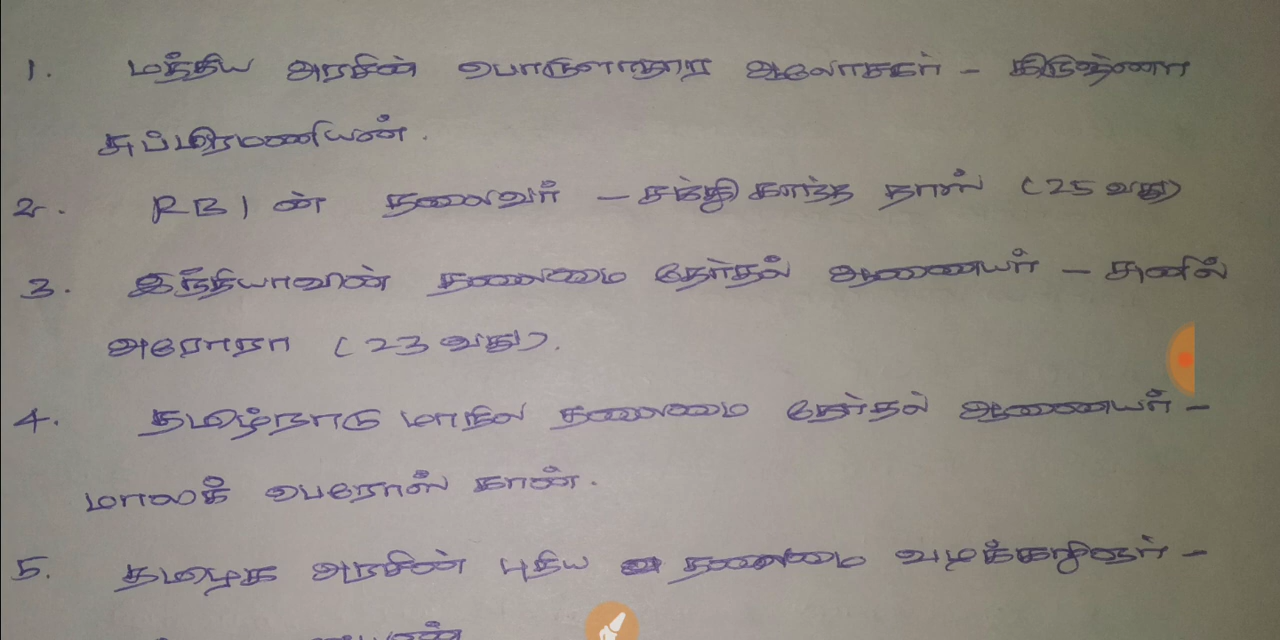 1. மத்திய அரசின் பொருளாதார ஆலோசகர் - கிருஷ்ணா
சுப்பிரமணியன்.
2. RBI ன் தலைவர் - சக்தி காந்த தாஸ் (25 வது)
3. இந்தியாவின் தலைமை தேர்தல் ஆணையர் - சுனில்
அரோரா (23 வது).
4. தமிழ்நாடு மாநில தலைமை தேர்தல் ஆணையர் -
மாலிக் பெரோஸ் கான்.
5. தமிழக அரசின் புதிய தலைமை வழக்கறிஞர் -